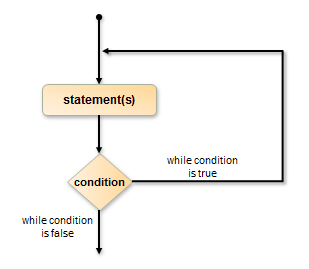 statement(s)
while condition
is true
condition
while condition
is false